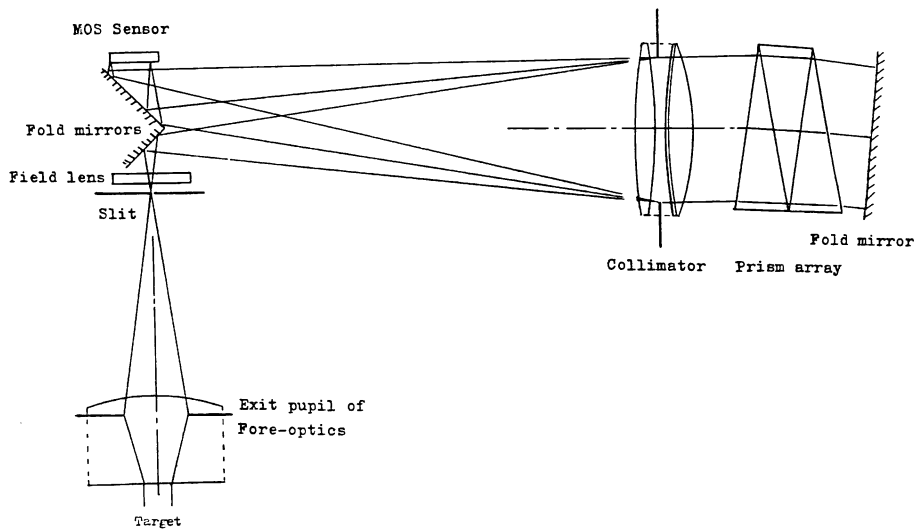 MOS Sensor
Fold mirrors
Field lens
Slit
Collimator
Prism array
Fold mirror
Exit pupil of
Fore-optics
Target